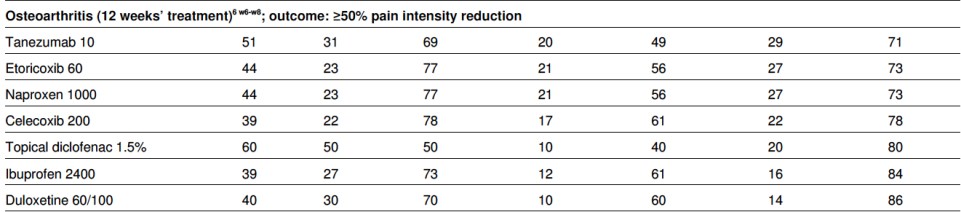 Osteoarthritis (12 weeks’ treatment)⁶ ʷ⁶⁻ʷ⁸; outcome: ≥50% pain intensity reduction
Tanezumab 10 51 31 69 20 49 29 71
Etoricoxib 60 44 23 77 21 56 27 73
Naproxen 1000 44 23 77 21 56 27 73
Celecoxib 200 39 22 78 17 61 22 78
Topical diclofenac 1.5% 60 50 50 10 40 20 80
Ibuprofen 2400 39 27 73 12 61 16 84
Duloxetine 60/100 40 30 70 10 60 14 86